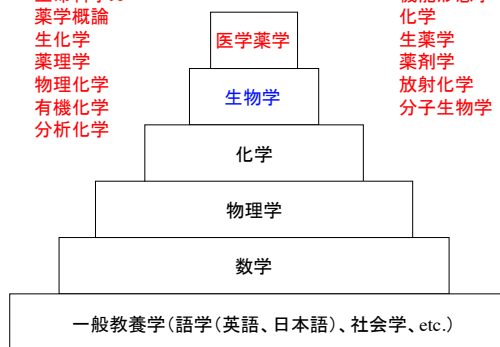 薬学概論
生化学
薬理学
物理化学
有機化学
分析化学
化学
生薬学
薬剤学
放射化学
分子生物学
医学薬学
生物学
化学
物理学
数学
一般教養学(語学(英語、日本語)、社会学、etc.)